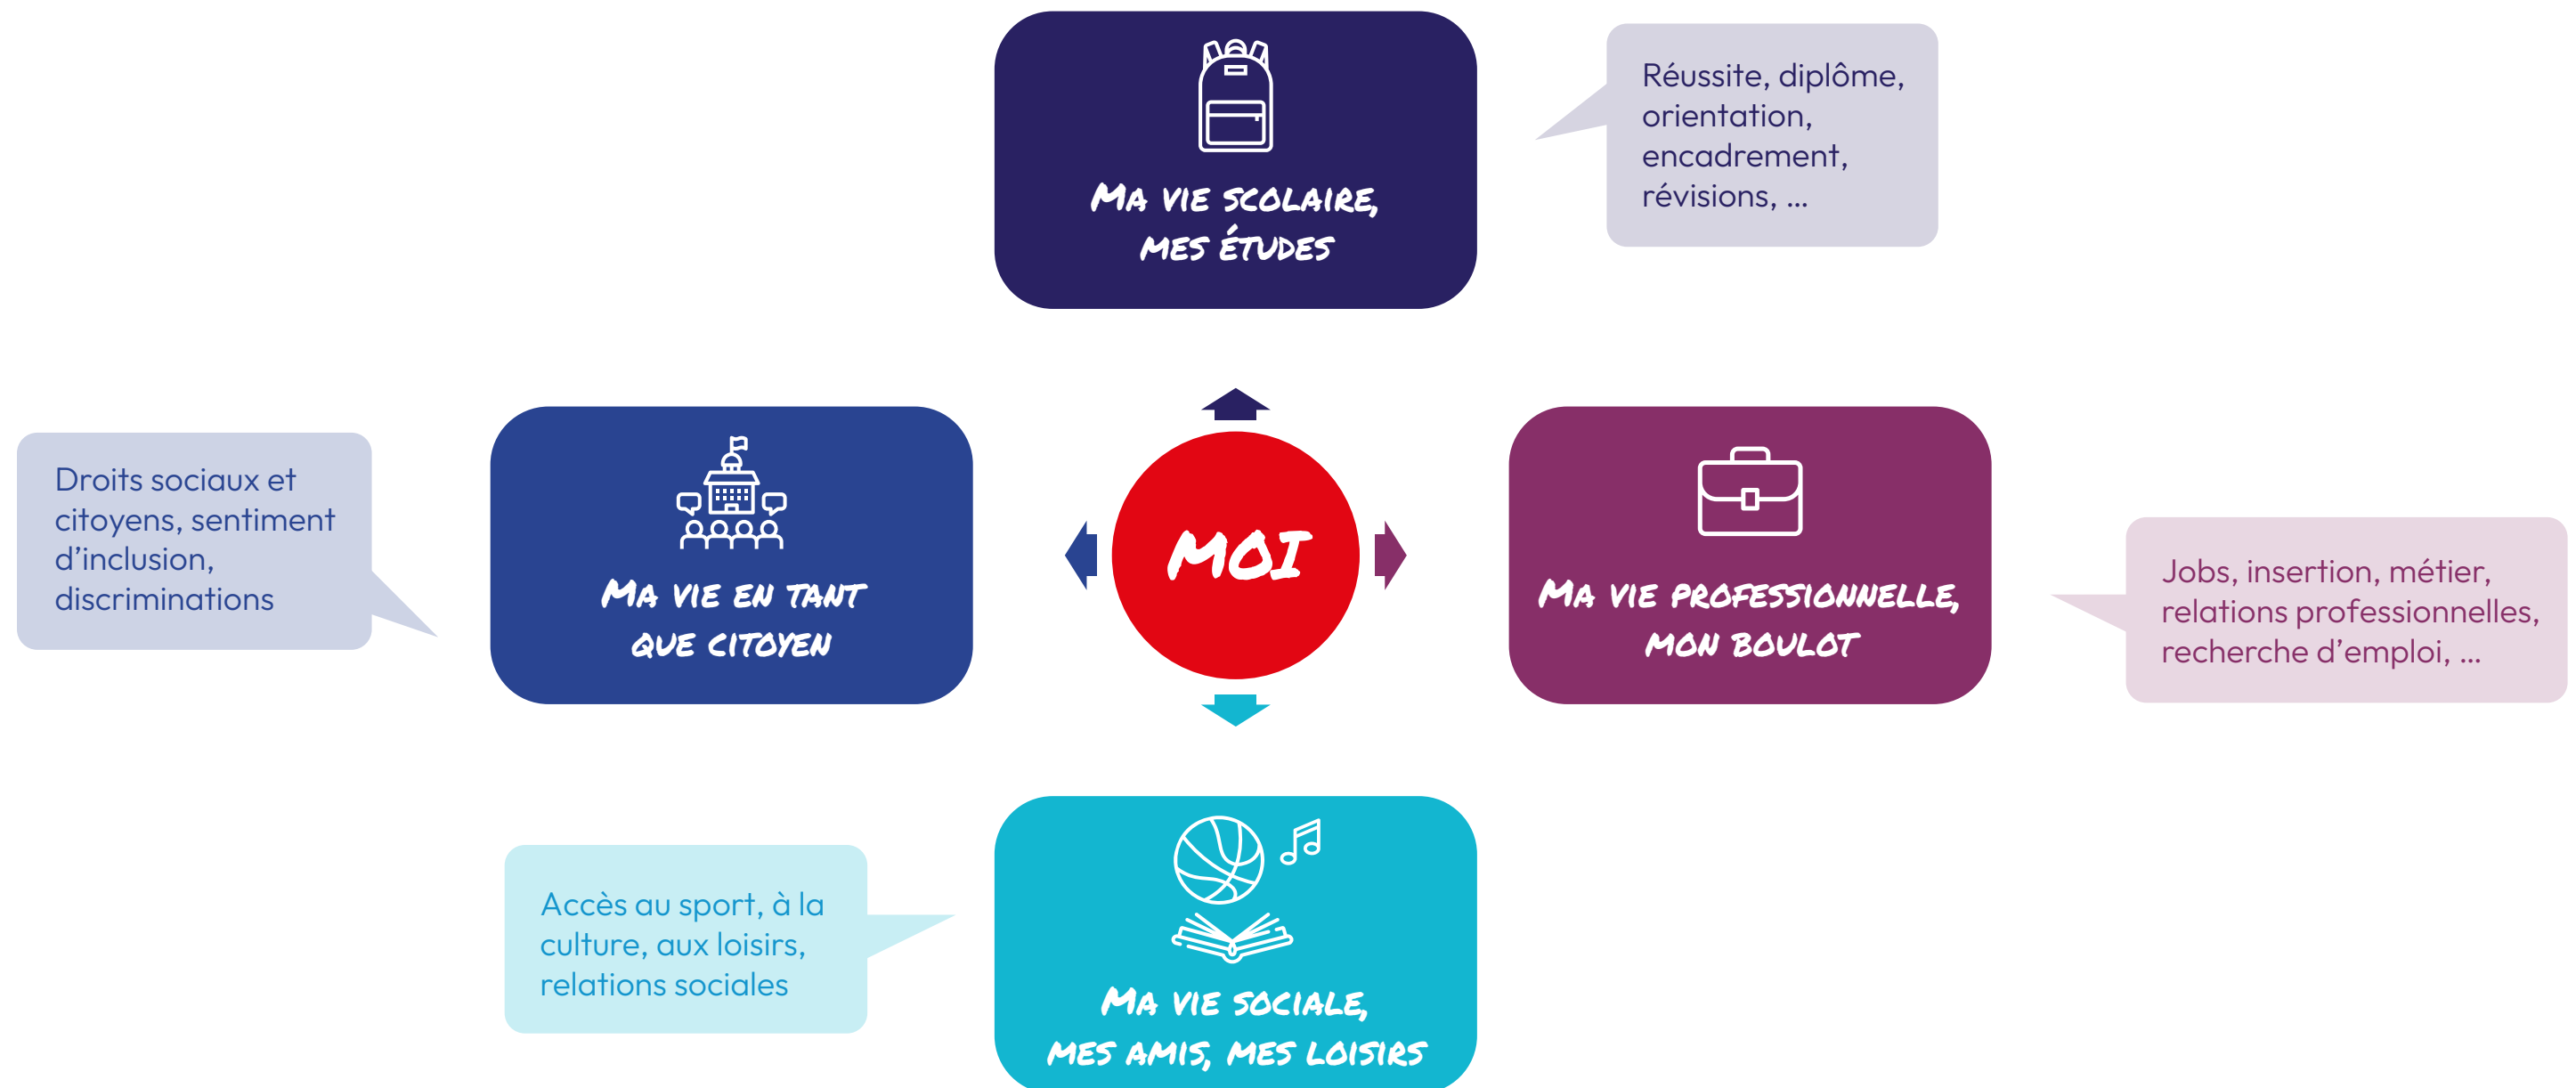 Ma vie scolaire,
mes études
Réussite, diplôme,
orientation,
encadrement,
révisions, ...
Droits sociaux et
citoyens, sentiment
d’inclusion,
discriminations
Ma vie en tant
que citoyen
MOI
Ma vie professionnelle,
mon boulot
Jobs, insertion, métier,
relations professionnelles,
recherche d’emploi, ...
Accès au sport, à la
culture, aux loisirs,
relations sociales
Ma vie sociale,
mes amis, mes loisirs